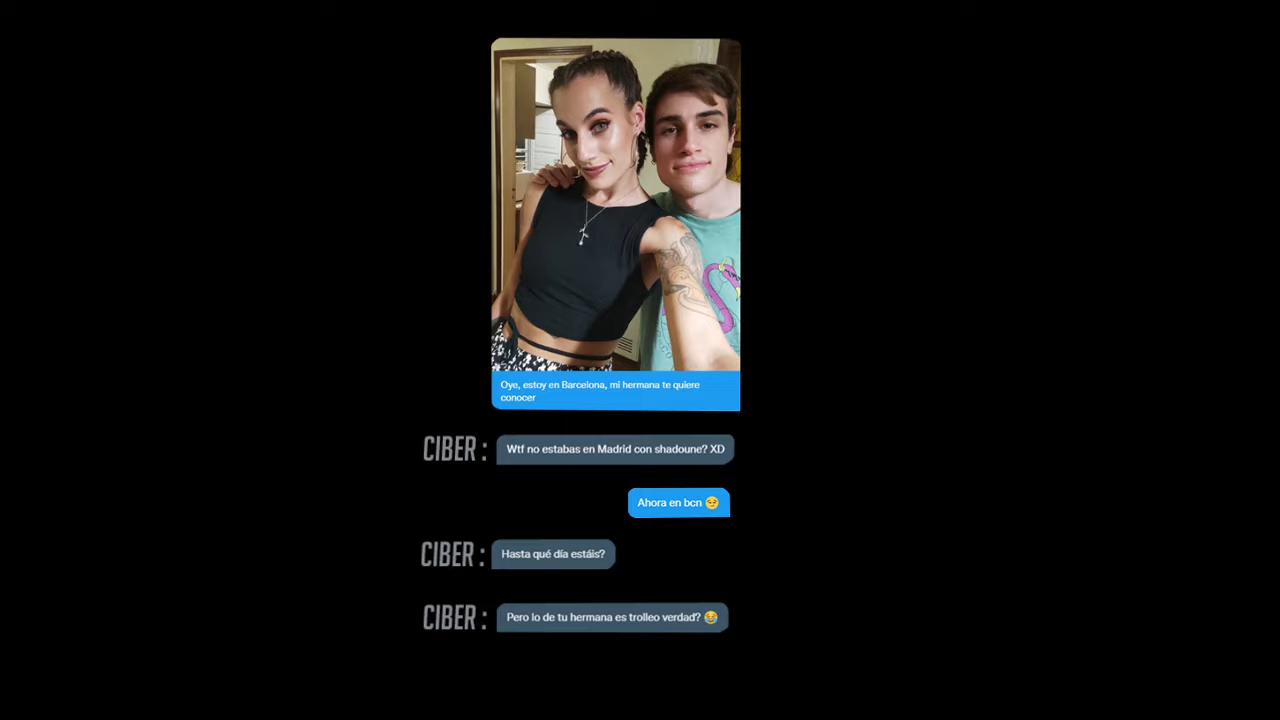 Oye, estoy en Barcelona, mi hermana te quiere
conocer
CIBER : Wtf no estabas en Madrid con shadoune? XD
Ahora en bcn 😏
CIBER : Hasta qué día estáis?
CIBER : Pero lo de tu hermana es trolleo verdad? 😂